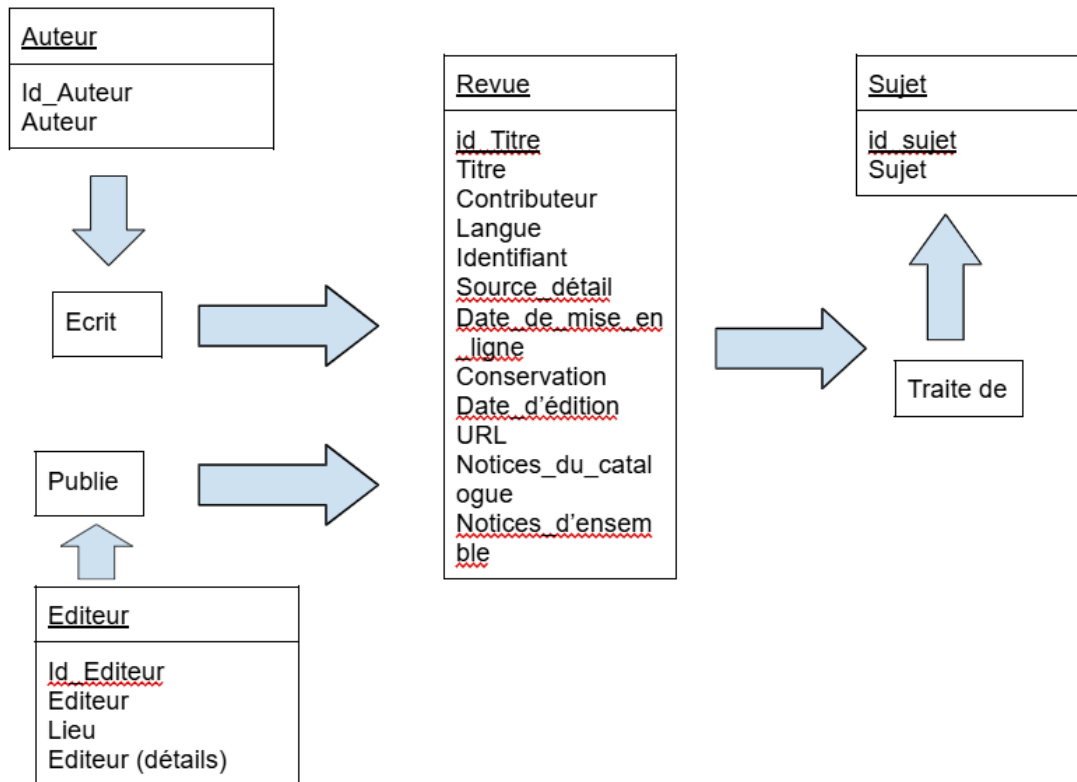 Auteur
Id_Auteur
Auteur
Ecrit
Publie
Editeur
Id_Editeur
Editeur
Lieu
Editeur (détails)
Revue
id_Titre
Titre
Contributeur
Langue
Identifiant
Source_détail
Date_de_mise_en
_ligne
Conservation
Date_d’édition
URL
Notices_du_catal
ogue
Notices_d’ensem
ble
Sujet
id_sujet
Sujet
Traite de